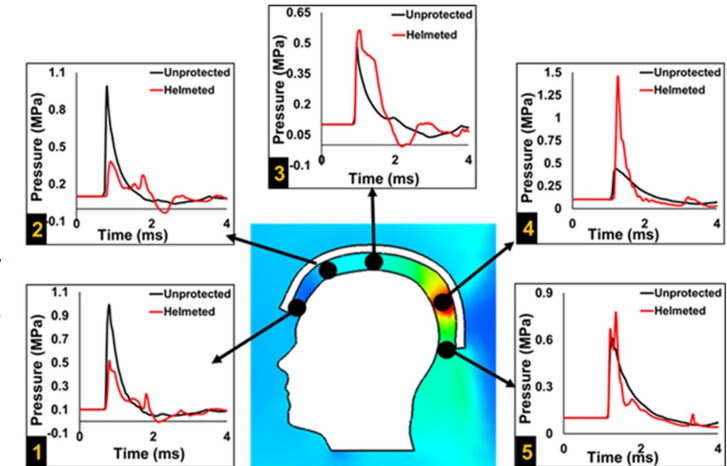 0.65
0.5
0.35
0.2
0.05
-0.1
Pressure (MPa)
Unprotected
Helmeted
0
2
4
Time (ms)
3
1.1
0.8
0.5
0.2
-0.1
Pressure (MPa)
Unprotected
Helmeted
0
2
4
Time (ms)
2
1.5
1.25
1
0.75
0.5
0.25
0
Pressure (MPa)
Unprotected
Helmeted
0
2
4
Time (ms)
4
1.1
0.9
0.7
0.5
0.3
0.1
-0.1
Pressure (MPa)
Unprotected
Helmeted
0
2
4
Time (ms)
1
0.9
0.6
0.3
0
Pressure (MPa)
Unprotected
Helmeted
0
2
4
Time (ms)
5